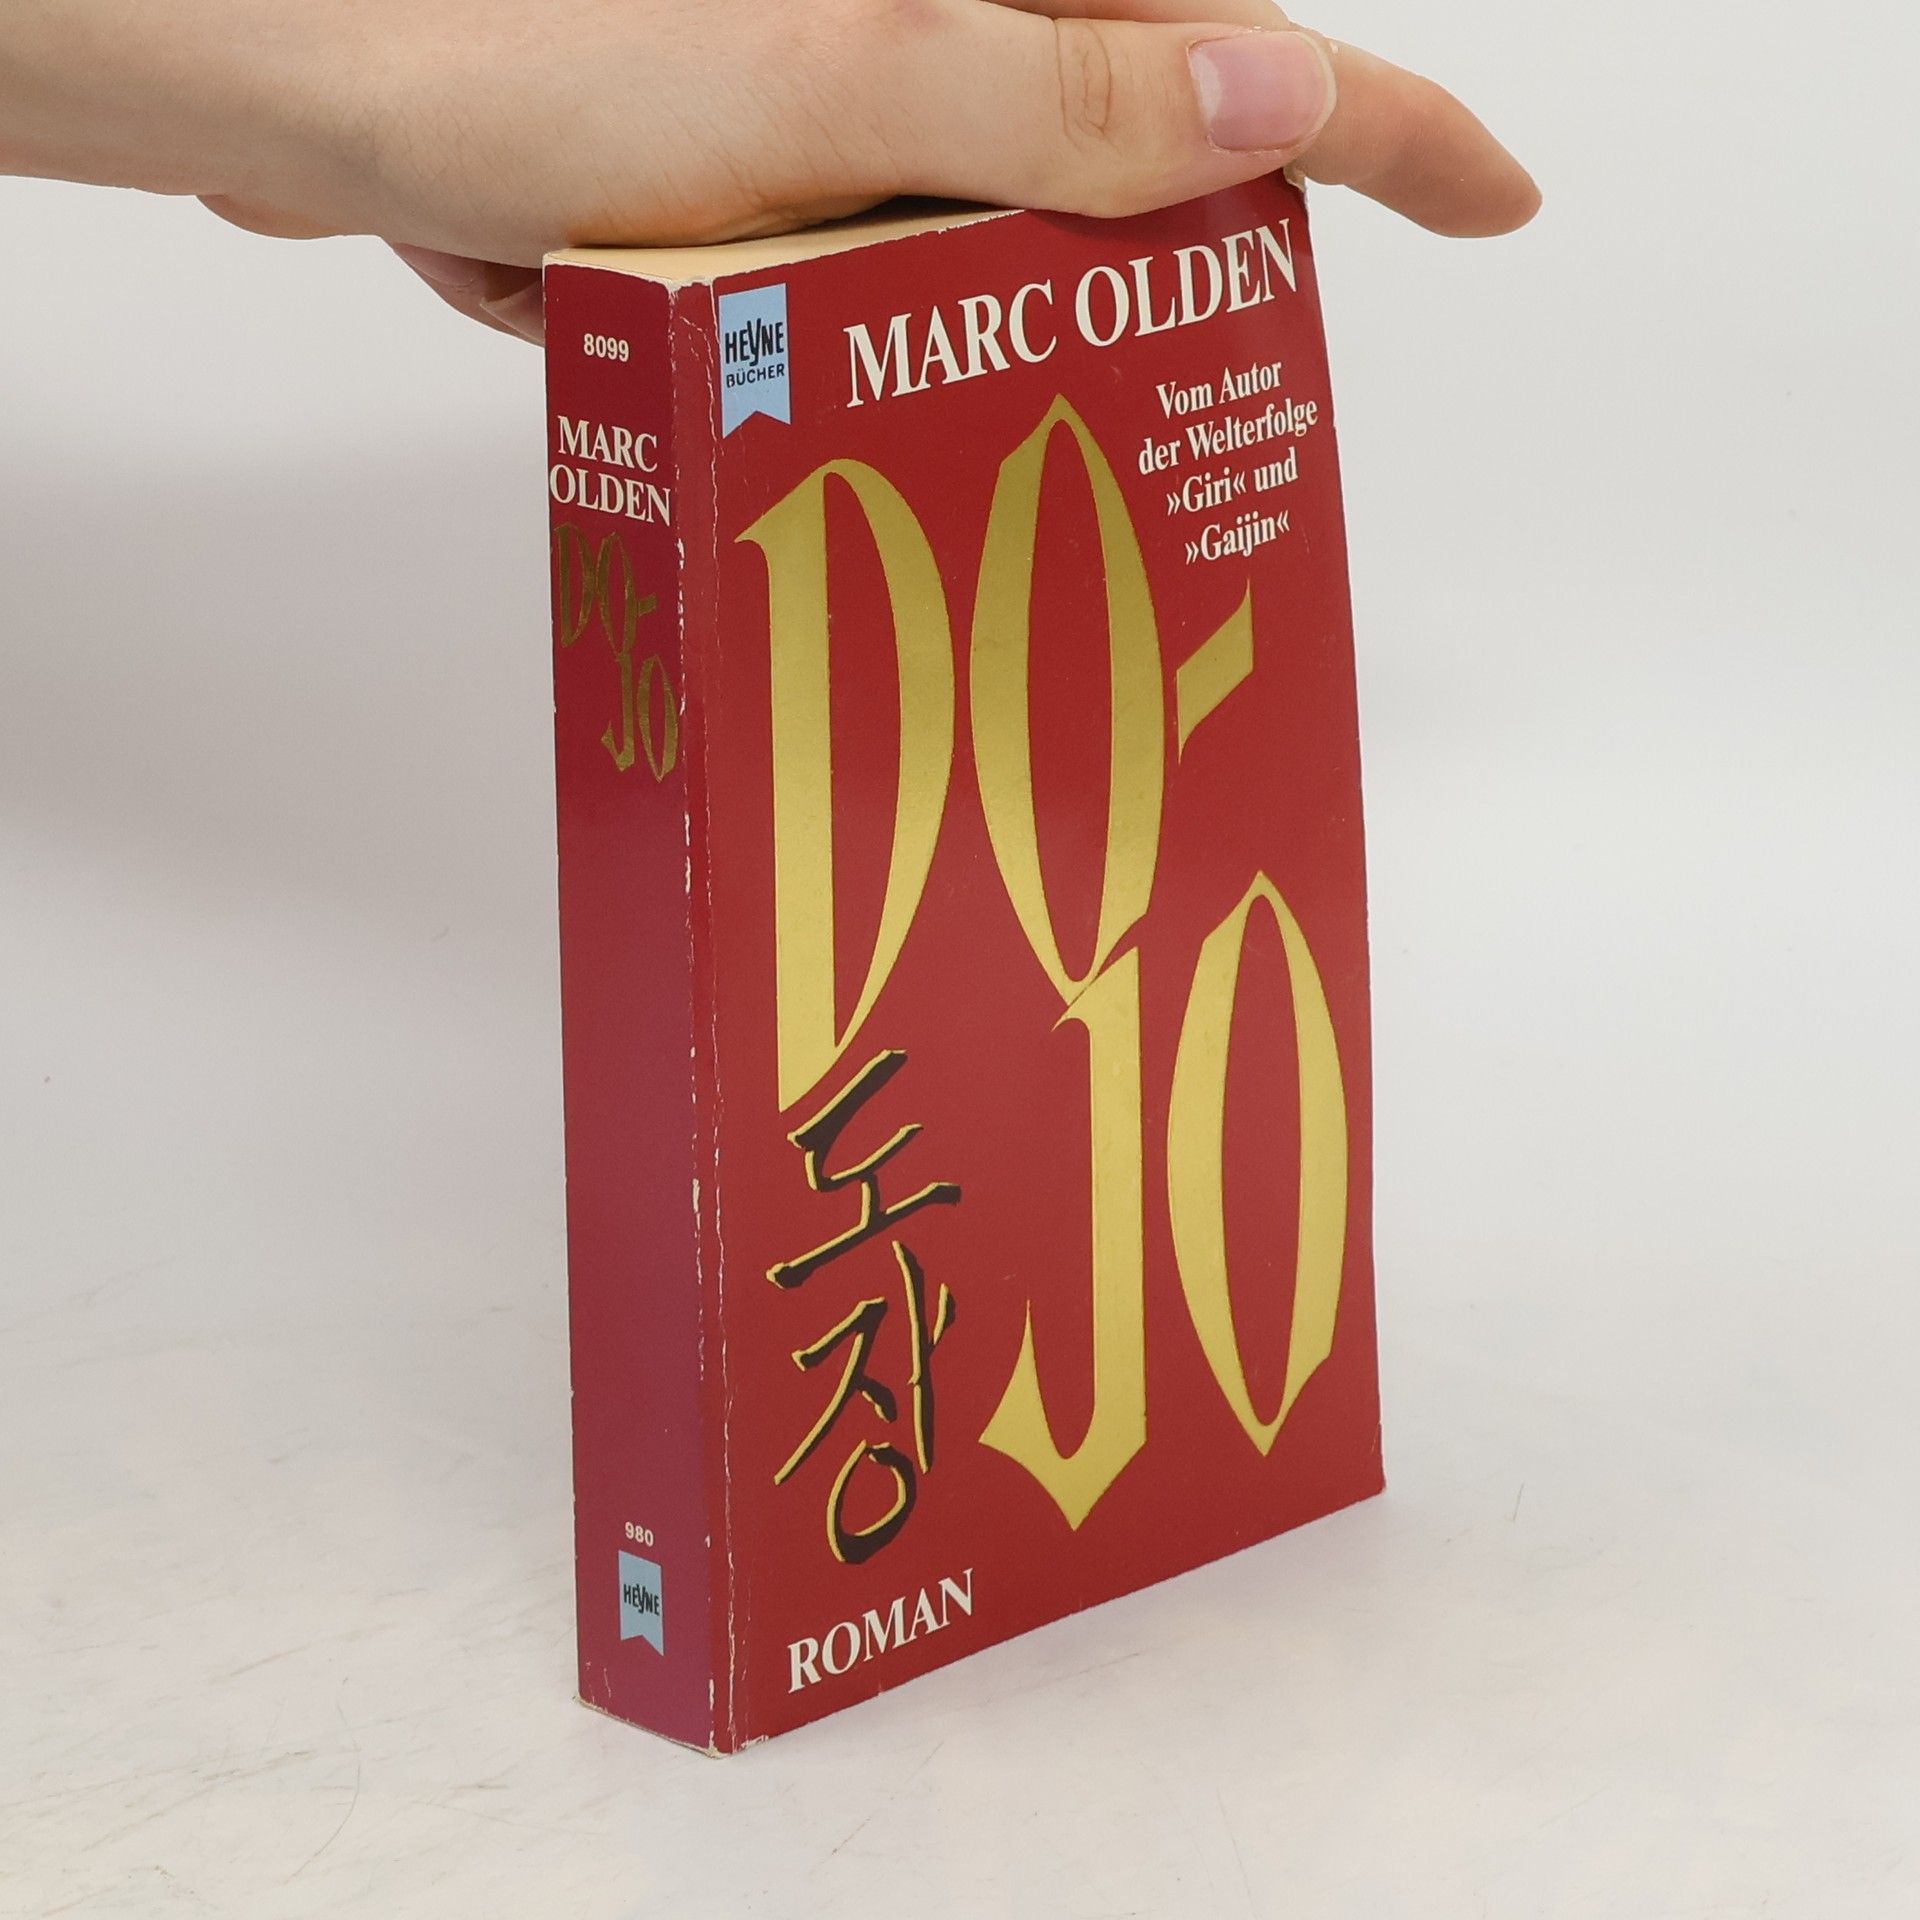 8099
MARC
OLDEN
DO-
JO
980
HEYNE
HEYNE
BÜCHER
MARC OLDEN
Vom Autor
der Welterfolge
»Giri« und
»Gaijin«
DO-
JO
도
장
ROMAN